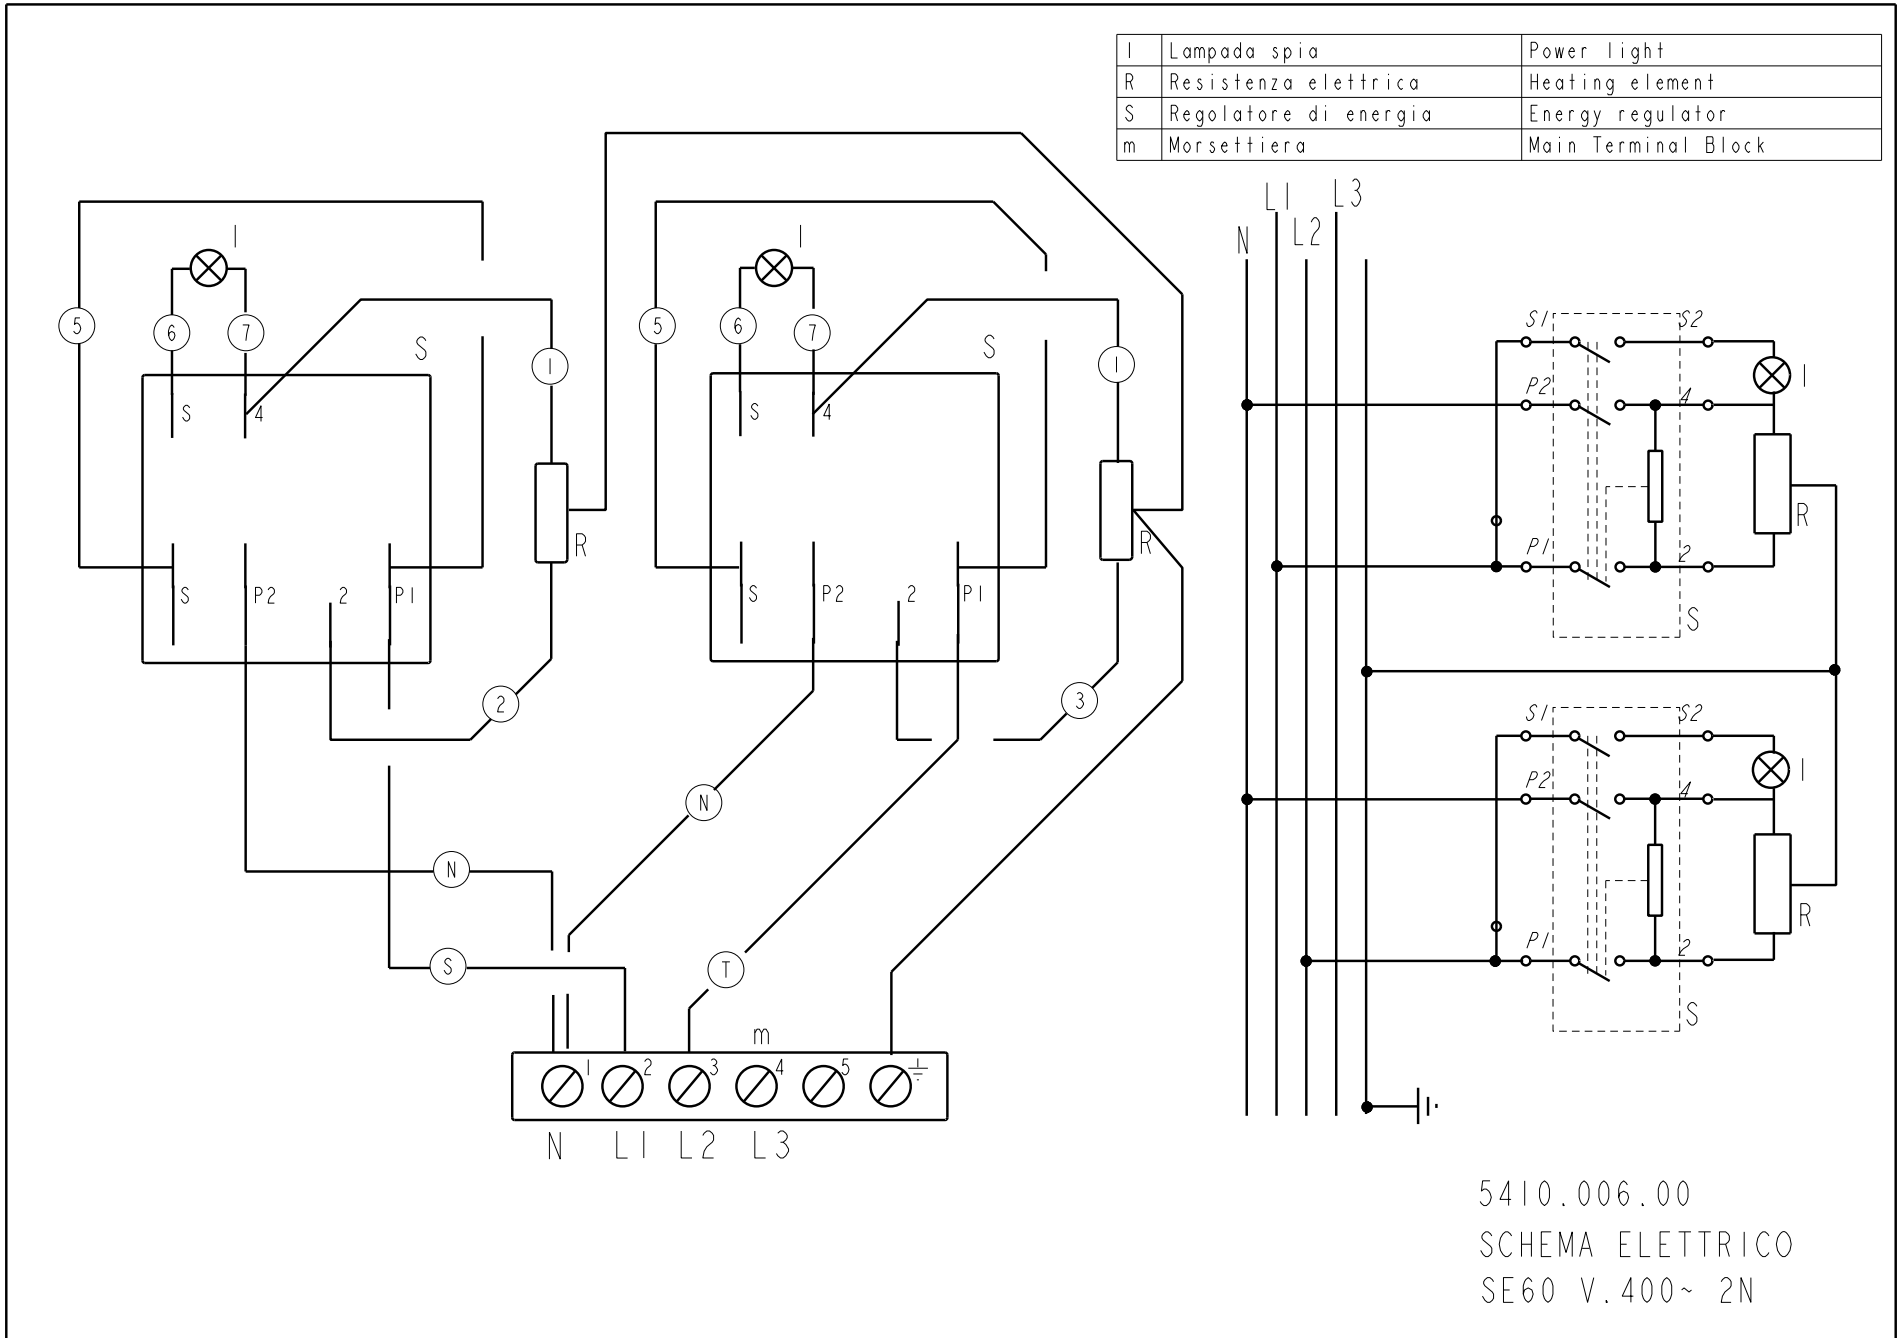 I Lampada spia Power light
R Resistenza elettrica Heating element
S Regolatore di energia Energy regulator
m Morsettiera Main Terminal Block
L1 L3
N L2
I I
5 6 7 S 1
5 6 7 S 1
S 4
S 4
R
R
S P2 2 P1
S P2 2 P1
2
3
N
N
S
T
m
1 2 3 4 5
N L1 L2 L3
S1 S2
I
P2 4
R
P1 2
S
S1 S2
I
P2 4
R
P1 2
S
5410.006.00
SCHEMA ELETTRICO
SE60 V.400~ 2N